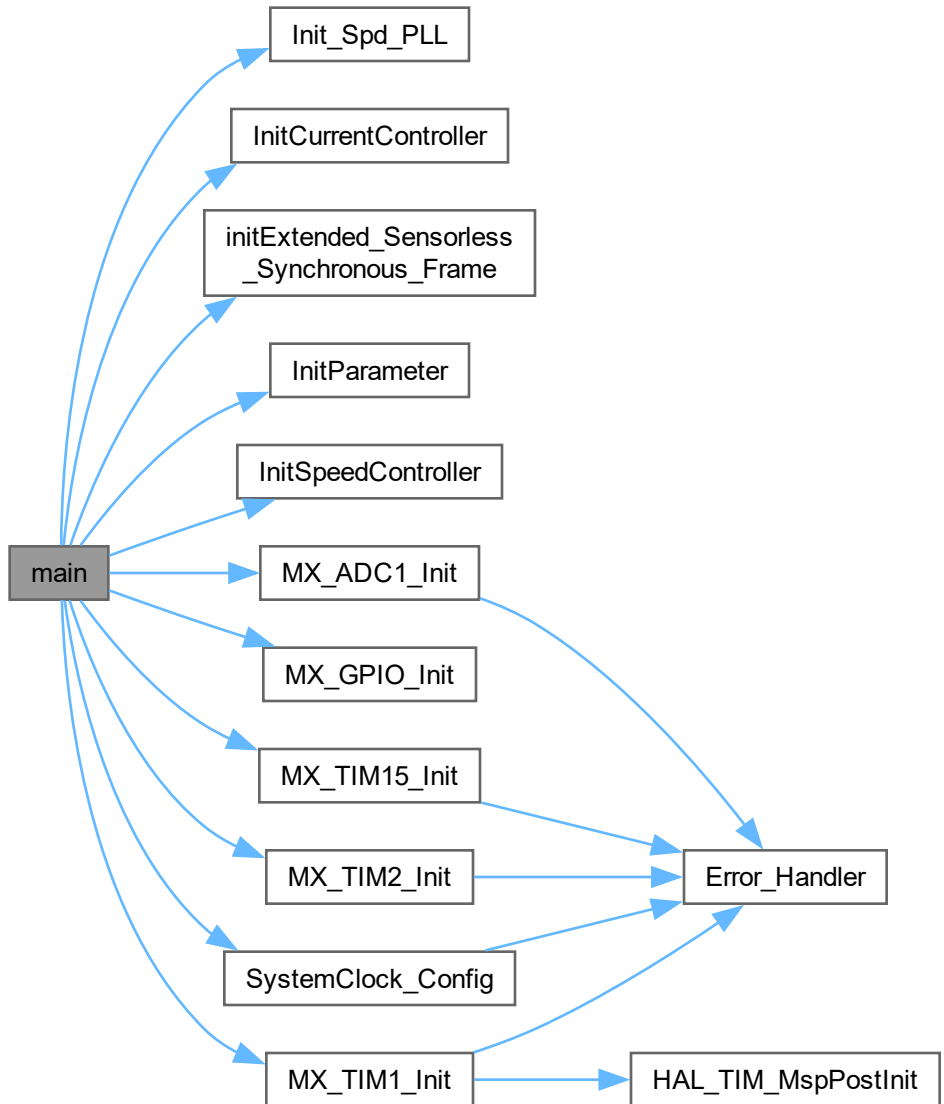 Init_Spd_PLL
InitCurrentController
initExtended_Sensorless
_Synchronous_Frame
InitParameter
InitSpeedController
main
MX_ADC1_Init
MX_GPIO_Init
MX_TIM15_Init
MX_TIM2_Init
Error_Handler
SystemClock_Config
MX_TIM1_Init
HAL_TIM_MspPostInit